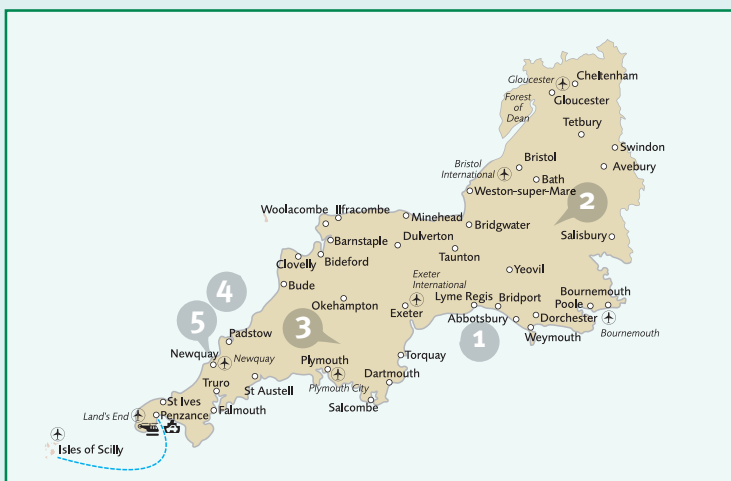 Gloucester
Cheltenham
Gloucester
Forest
of
Dean
Tetbury
Swindon
Bristol
International
Bristol
Avebury
Bath
Weston-super-Mare
2
Woolacombe
Ilfracombe
Minehead
Bridgwater
Salisbury
Barnstaple
Dulverton
Taunton
Clovelly
Bideford
Yeovil
Exeter
International
4
Bude
Okehampton
Exeter
Lyme Regis
Bridport
Bournemouth
Poole
Abbotsbury
Dorchester
Bournemouth
Weymouth
5
3
1
Padstow
Newquay
Newquay
Plymouth
Torquay
Plymouth City
Dartmouth
Truro
St Austell
Salcombe
St Ives
Land's End
Penzance
Falmouth
Isles of Scilly